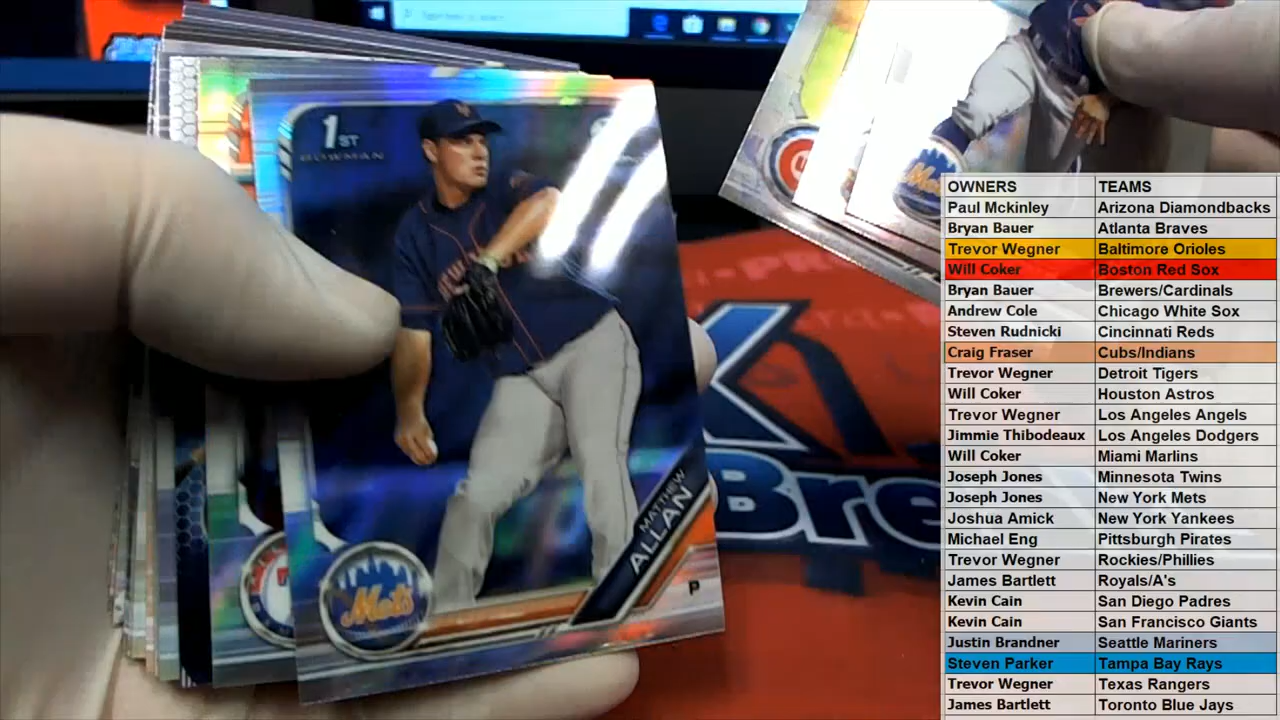 Type here to search
1ST
BOWMAN
MATTHEW
ALLAN
P
Mets
Mets
Bre
OWNERS TEAMS
Paul Mckinley Arizona Diamondbacks
Bryan Bauer Atlanta Braves
Trevor Wegner Baltimore Orioles
Will Coker Boston Red Sox
Bryan Bauer Brewers/Cardinals
Andrew Cole Chicago White Sox
Steven Rudnicki Cincinnati Reds
Craig Fraser Cubs/Indians
Trevor Wegner Detroit Tigers
Will Coker Houston Astros
Trevor Wegner Los Angeles Angels
Jimmie Thibodeaux Los Angeles Dodgers
Will Coker Miami Marlins
Joseph Jones Minnesota Twins
Joseph Jones New York Mets
Joshua Amick New York Yankees
Michael Eng Pittsburgh Pirates
Trevor Wegner Rockies/Phillies
James Bartlett Royals/A's
Kevin Cain San Diego Padres
Kevin Cain San Francisco Giants
Justin Brandner Seattle Mariners
Steven Parker Tampa Bay Rays
Trevor Wegner Texas Rangers
James Bartlett Toronto Blue Jays